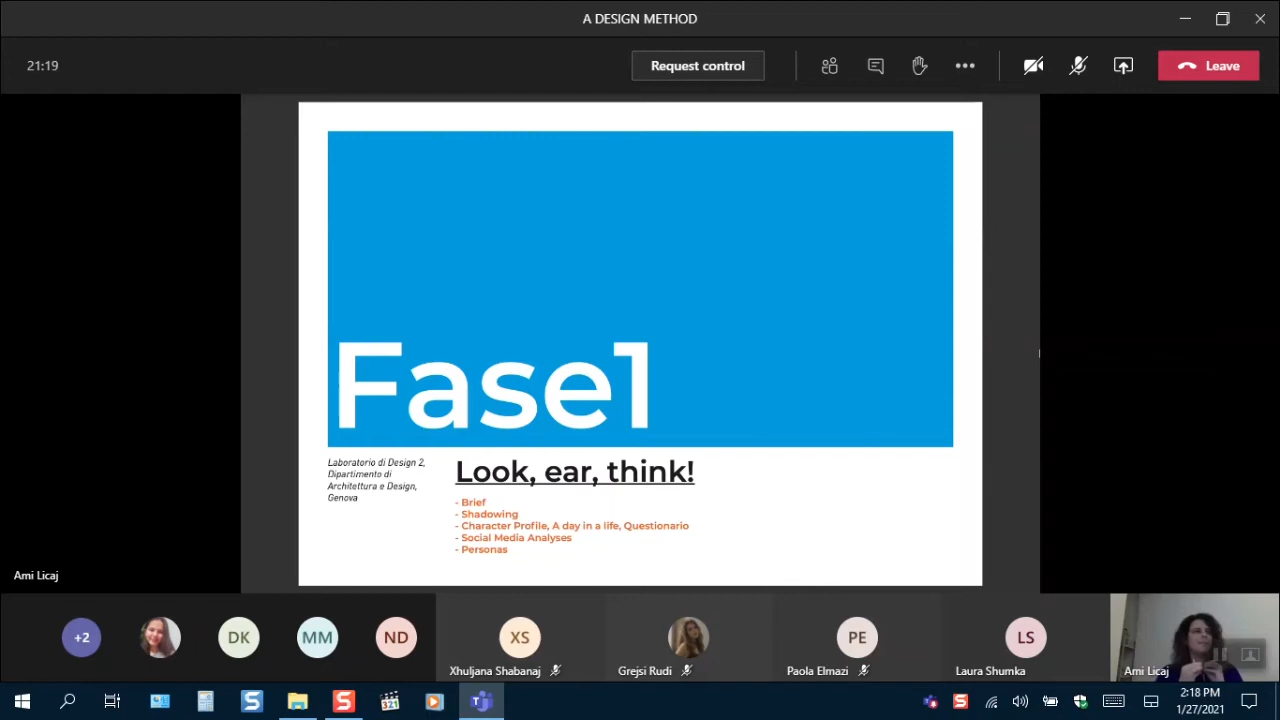 A DESIGN METHOD
21:19
Request control
Leave
Fase1
Laboratorio di Design 2,
Dipartimento di
Architettura e Design,
Genova
Look, ear, think!
- Brief
- Shadowing
- Character Profile, A day in a life, Questionario
- Social Media Analyses
- Personas
Ami Licaj
+2
DK
MM
ND
XS
PE
LS
Xhuljana Shabanaj
Grejsi Rudi
Paola Elmazi
Laura Shumka
Ami Licaj
S
S
321
T
S
2:18 PM
1/27/2021